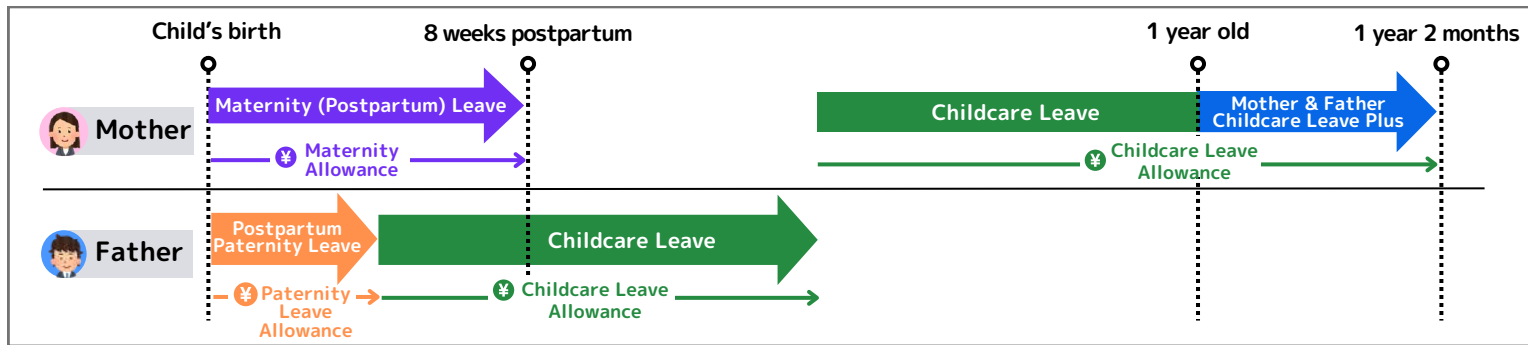 Child's birth
8 weeks postpartum
1 year old
1 year 2 months
Mother
Maternity (Postpartum) Leave
Childcare Leave
Mother & Father
Childcare Leave Plus
¥ Maternity
Allowance
¥ Childcare Leave
Allowance
Father
Postpartum
Paternity Leave
Childcare Leave
¥ Paternity
Leave
Allowance
¥ Childcare Leave
Allowance